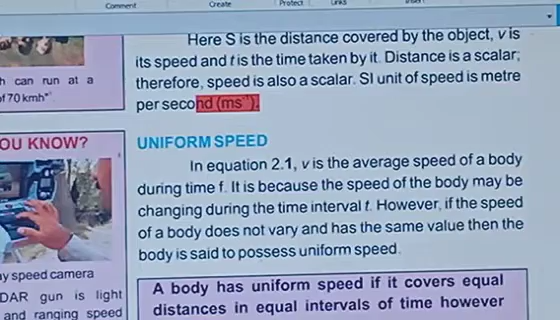 Comment
Create
Protect
Links
h can run at a
of 70 kmh⁻¹
Here S is the distance covered by the object, v is
its speed and t is the time taken by it. Distance is a scalar;
therefore, speed is also a scalar. SI unit of speed is metre
per second (ms⁻¹).
OU KNOW?
ay speed camera
DAR gun is light
and ranging speed
UNIFORM SPEED
In equation 2.1, v is the average speed of a body
during time f. It is because the speed of the body may be
changing during the time interval t. However, if the speed
of a body does not vary and has the same value then the
body is said to possess uniform speed.
A body has uniform speed if it covers equal
distances in equal intervals of time however